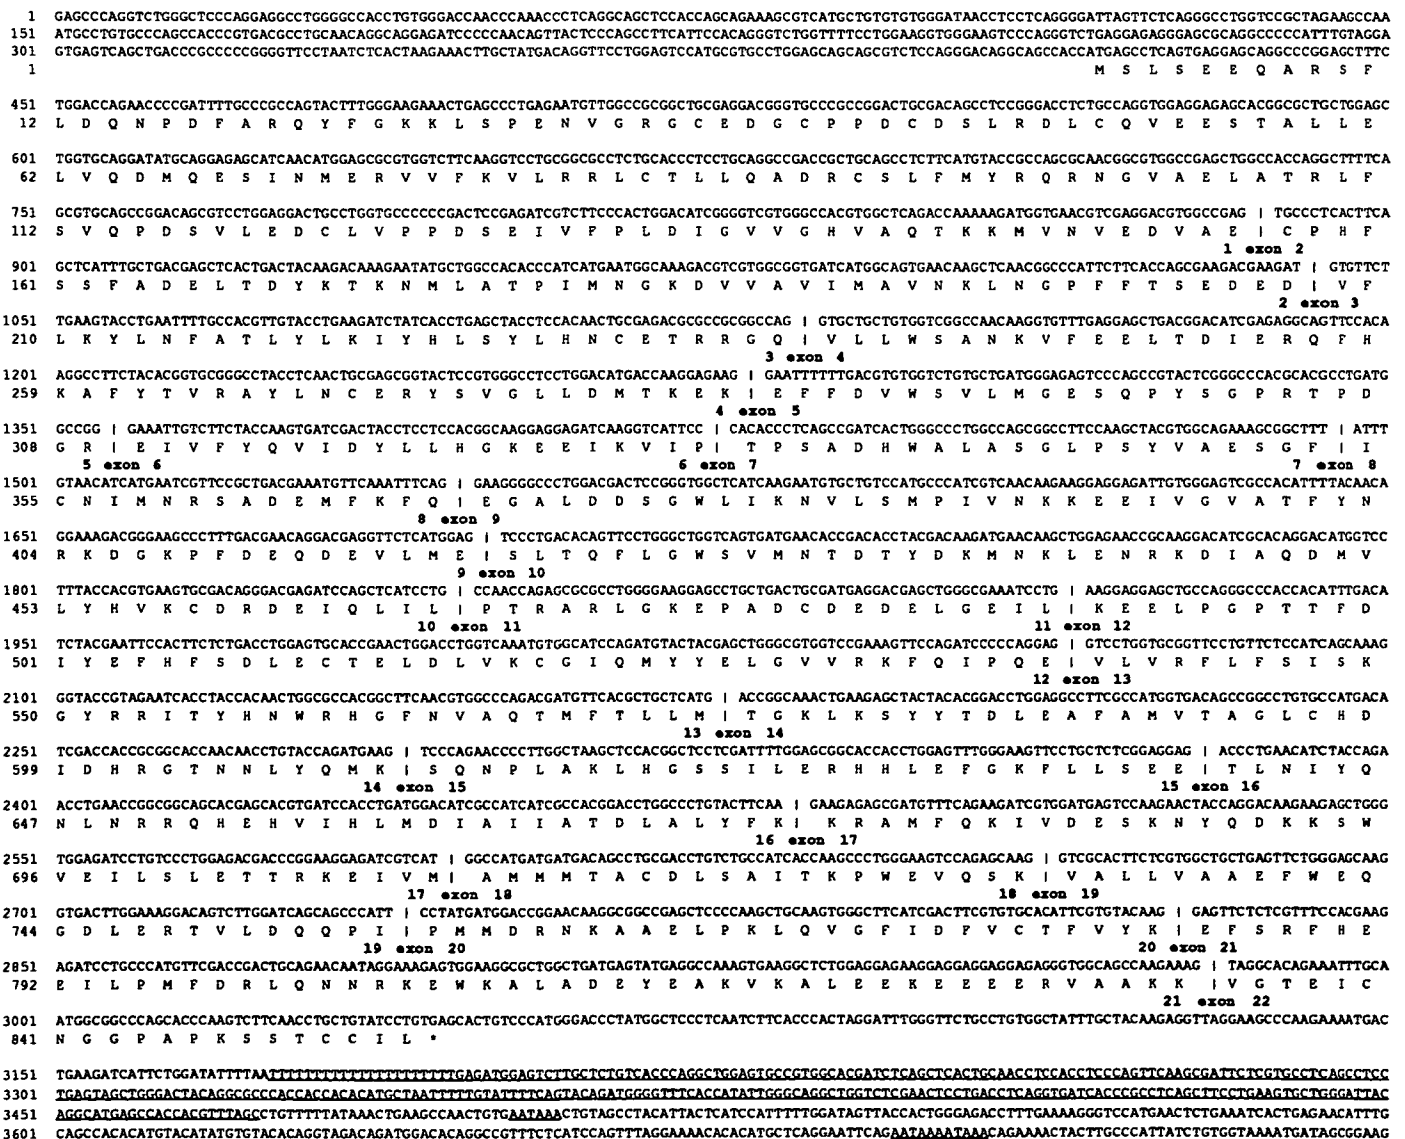 1 GAGCCCAGGTCTGGGCTCCCAGGAGGCCTGGGGCCACCTGTGGGACCAACCCAAACCCTCAGGCAGCTCCACCAGCAGAAAGCGTCATGCTGTGTGTGGGATAACCTCCTCAGGGGATTAGTTCTCAGGGCCTGGTCCGCTAGAAGCCAA
151 ATGCCTGTGCCCAGCCACCCGTGACGCCTGCAACAGGCAGGAGATCCCCCAACAGTTACTCCCAGCCTTCATTCCACAGGGTCTGGTTTTCCTGGAAGGTGGGAAGTCCCAGGGTCTGAGGAGAGGGAGCGCAGGCCCCCATTTGTAGGA
301 GTGAGTCAGCTGACCCGCCCCCGGGGTTCCTAATCTCACTAAGAAACTTGCTATGACAGGTTCCTGGAGTCCATGCGTGCCTGGAGCAGCAGCGTCTCCAGGGACAGGCAGCCACCATGAGCCTCAGTGAGGAGCAGGCCCGGAGCTTTC
1 M S L S E E Q A R S F
451 TGGACCAGAACCCCGATTTTGCCCGCCAGTACTTTGGGAAGAAACTGAGCCCTGAGAATGTTGGCCGCGGCTGCGAGGACGGGTGCCCGCCGGACTGCGACAGCCTCCGGGACCTCTGCCAGGTGGAGGAGAGCACGGCGCTGCTGGAGC
12 L D Q N P D F A R Q Y F G K K L S P E N V G R G C E D G C P P D C D S L R D L C Q V E E S T A L L E
601 TGGTGCAGGATATGCAGGAGAGCATCAACATGGAGCGCGTGGTCTTCAAGGTCCTGCGGCGCCTCTGCACCCTCCTGCAGGCCGACCGCTGCAGCCTCTTCATGTACCGCCAGCGCAACGGCGTGGCCGAGCTGGCCACCAGGCTTTTCA
62 L V Q D M Q E S I N M E R V V F K V L R R L C T L L Q A D R C S L F M Y R Q R N G V A E L A T R L F
751 GCGTGCAGCCGGACAGCGTCCTGGAGGACTGCCTGGTGCCCCCCGACTCCGAGATCGTCTTCCCACTGGACATCGGGGTCGTGGGCCACGTGGCTCAGACCAAAAAGATGGTGAACGTCGAGGACGTGGCCGAG | TGCCCTCACTTCA
112 S V Q P D S V L E D C L V P P D S E I V F P L D I G V V G H V A Q T K K M V N V E D V A E | C P H F
1 exon 2
901 GCTCATTTGCTGACGAGCTCACTGACTACAAGACAAAGAATATGCTGGCCACACCCATCATGAATGGCAAAGACGTCGTGGCGGTGATCATGGCAGTGAACAAGCTCAACGGCCCATTCTTCACCAGCGAAGACGAAGAT | GTGTTCT
161 S S F A D E L T D Y K T K N M L A T P I M N G K D V V A V I M A V N K L N G P F F T S E D E D | V F
2 exon 3
1051 TGAAGTACCTGAATTTTGCCACGTTGTACCTGAAGATCTATCACCTGAGCTACCTCCACAACTGCGAGACGCGCCGCGGCCAG | GTGCTGCTGTGGTCGGCCAACAAGGTGTTTGAGGAGCTGACGGACATCGAGAGGCAGTTCCACA
210 L K Y L N F A T L Y L K I Y H L S Y L H N C E T R R G Q | V L L W S A N K V F E E L T D I E R Q F H
3 exon 4
1201 AGGCCTTCTACACGGTGCGGGCCTACCTCAACTGCGAGCGGTACTCCGTGGGCCTCCTGGACATGACCAAGGAGAAG | GAATTTTTTGACGTGTGGTCTGTGCTGATGGGAGAGTCCCAGCCGTACTCGGGCCCACGCACGCCTGATG
259 K A F Y T V R A Y L N C E R Y S V G L L D M T K E K | E F F D V W S V L M G E S Q P Y S G P R T P D
4 exon 5
1351 GCCGG | GAAATTGTCTTCTACCAAGTGATCGACTACCTCCTCCACGGCAAGGAGGAGATCAAGGTCATTCC | CACACCCTCAGCCGATCACTGGGCCCTGGCCAGCGGCCTTCCAAGCTACGTGGCAGAAAGCGGCTTT | ATTT
308 G R | E I V F Y Q V I D Y L L H G K E E I K V I P | T P S A D H W A L A S G L P S Y V A E S G F | I
5 exon 6 6 exon 7 7 exon 8
1501 GTAACATCATGAATCGTTCCGCTGACGAAATGTTCAAATTTCAG | GAAGGGGCCCTGGACGACTCCGGGTGGCTCATCAAGAATGTGCTGTCCATGCCCATCGTCAACAAGAAGGAGGAGATTGTGGGAGTCGCCACATTTTACAACA
355 C N I M N R S A D E M F K F Q | E G A L D D S G W L I K N V L S M P I V N K K E E I V G V A T F Y N
8 exon 9
1651 GGAAAGACGGGAAGCCCTTTGACGAACAGGACGAGGTTCTCATGGAG | TCCCTGACACAGTTCCTGGGCTGGTCAGTGATGAACACCGACACCTACGACAAGATGAACAAGCTGGAGAACCGCAAGGACATCGCACAGGACATGGTCC
404 R K D G K P F D E Q D E V L M E | S L T Q F L G W S V M N T D T Y D K M N K L E N R K D I A Q D M V
9 exon 10
1801 TTTACCACGTGAAGTGCGACAGGGACGAGATCCAGCTCATCCTG | CCAACCAGAGCGCGCCTGGGGAAGGAGCCTGCTGACTGCGATGAGGACGAGCTGGGCGAAATCCTG | AAGGAGGAGCTGCCAGGGCCCACCACATTTGACA
453 L Y H V K C D R D E I Q L I L | P T R A R L G K E P A D C D E D E L G E I L | K E E L P G P T T F D
10 exon 11 11 exon 12
1951 TCTACGAATTCCACTTCTCTGACCTGGAGTGCACCGAACTGGACCTGGTCAAATGTGGCATCCAGATGTACTACGAGCTGGGCGTGGTCCGAAAGTTCCAGATCCCCCAGGAG | GTCCTGGTGCGGTTCCTGTTCTCCATCAGCAAAG
501 I Y E F H F S D L E C T E L D L V K C G I Q M Y Y E L G V V R K F Q I P Q E | V L V R F L F S I S K
12 exon 13
2101 GGTACCGTAGAATCACCTACCACAACTGGCGCCACGGCTTCAACGTGGCCCAGACGATGTTCACGCTGCTCATG | ACCGGCAAACTGAAGAGCTACTACACGGACCTGGAGGCCTTCGCCATGGTGACAGCCGGCCTGTGCCATGACA
550 G Y R R I T Y H N W R H G F N V A Q T M F T L L M | T G K L K S Y Y T D L E A F A M V T A G L C H D
13 exon 14
2251 TCGACCACCGCGGCACCAACAACCTGTACCAGATGAAG | TCCCAGAACCCCTTGGCTAAGCTCCACGGCTCCTCGATTTTGGAGCGGCACCACCTGGAGTTTGGGAAGTTCCTGCTCTCGGAGGAG | ACCCTGAACATCTACCAGA
599 I D H R G T N N L Y Q M K | S Q N P L A K L H G S S I L E R H H L E F G K F L L S E E | T L N I Y Q
14 exon 15 15 exon 16
2401 ACCTGAACCGGCGGCAGCACGAGCACGTGATCCACCTGATGGACATCGCCATCATCGCCACGGACCTGGCCCTGTACTTCAA | GAAGAGAGCGATGTTTCAGAAGATCGTGGATGAGTCCAAGAACTACCAGGACAAGAAGAGCTGGG
647 N L N R R Q H E H V I H L M D I A I I A T D L A L Y F K | K R A M F Q K I V D E S K N Y Q D K K S W
16 exon 17
2551 TGGAGATCCTGTCCCTGGAGACGACCCGGAAGGAGATCGTCAT | GGCCATGATGATGACAGCCTGCGACCTGTCTGCCATCACCAAGCCCTGGGAAGTCCAGAGCAAG | GTCGCACTTCTCGTGGCTGCTGAGTTCTGGGAGCAAG
696 V E I L S L E T T R K E I V M | A M M M T A C D L S A I T K P W E V Q S K | V A L L V A A E F W E Q
17 exon 18 18 exon 19
2701 GTGACTTGGAAAGGACAGTCTTGGATCAGCAGCCCATT | CCTATGATGGACCGGAACAAGGCGGCCGAGCTCCCCAAGCTGCAAGTGGGCTTCATCGACTTCGTGTGCACATTCGTGTACAAG | GAGTTCTCTCGTTTCCACGAAG
744 G D L E R T V L D Q Q P I | P M M D R N K A A E L P K L Q V G F I D F V C T F V Y K | E F S R F H E
19 exon 20 20 exon 21
2851 AGATCCTGCCCATGTTCGACCGACTGCAGAACAATAGGAAAGAGTGGAAGGCGCTGGCTGATGAGTATGAGGCCAAAGTGAAGGCTCTGGAGGAGAAGGAGGAGGAGGAGAGGGTGGCAGCCAAGAAAG | TAGGCACAGAAATTTGCA
792 E I L P M F D R L Q N N R K E W K A L A D E Y E A K V K A L E E K E E E E R V A A K K | V G T E I C
21 exon 22
3001 ATGGCGGCCCAGCACCCAAGTCTTCAACCTGCTGTATCCTGTGAGCACTGTCCCATGGGACCCTATGGCTCCCTCAATCTTCACCCACTAGGATTTGGGTTCTGCCTGTGGCTATTTGCTACAAGAGGTTAGGAAGCCCAAGAAAATGAC
841 N G G P A P K S S T C C I L *
3151 TGAAGATCATTCTGGATATTTTAATTTTTTTTTTTTTTTTTTTTTGAGATGGAGTCTTGCTCTGTCACCCAGGCTGGAGTGCCGTGGCACGATCTCAGCTCACTGCAACCTCCACCTCCCAGTTCAAGCGATTCTCGTGCCTCAGCCTCC
3301 TGAGTAGCTGGGACTACAGGCGCCCACCACCACACATGCTAATTTTTGTATTTTCAGTACAGATGGGGTTTCACCATATTGGGCAGGCTGGTCTCGAACTCCTGACCTCAGGTGATCACCCGCCTCAGCTTCCTGAAGTGCTGGGATTAC
3451 AGGCATGAGCCACCACGTTTAGCCTGTTTTTATAAACTGAAGCCAACTGTGAATAAACTGTAGCCTACATTACTCATCCATTTTTGGATAGTTACCACTGGGAGACCTTTGAAAAGGGTCCATGAACTCTGAAATCACTGAGAACATTTG
3601 CAGCCACACATGTACATATGTGTACACAGGTAGACAGATGGACACAGGCCGTTTCTCATCCAGTTTAGGAAAACACACATGCTCAGGAATTCAGAATAAAATAAACAGAAAACTACTTGCCCATTATCTGTGGTAAAATGATAGCGGAAG